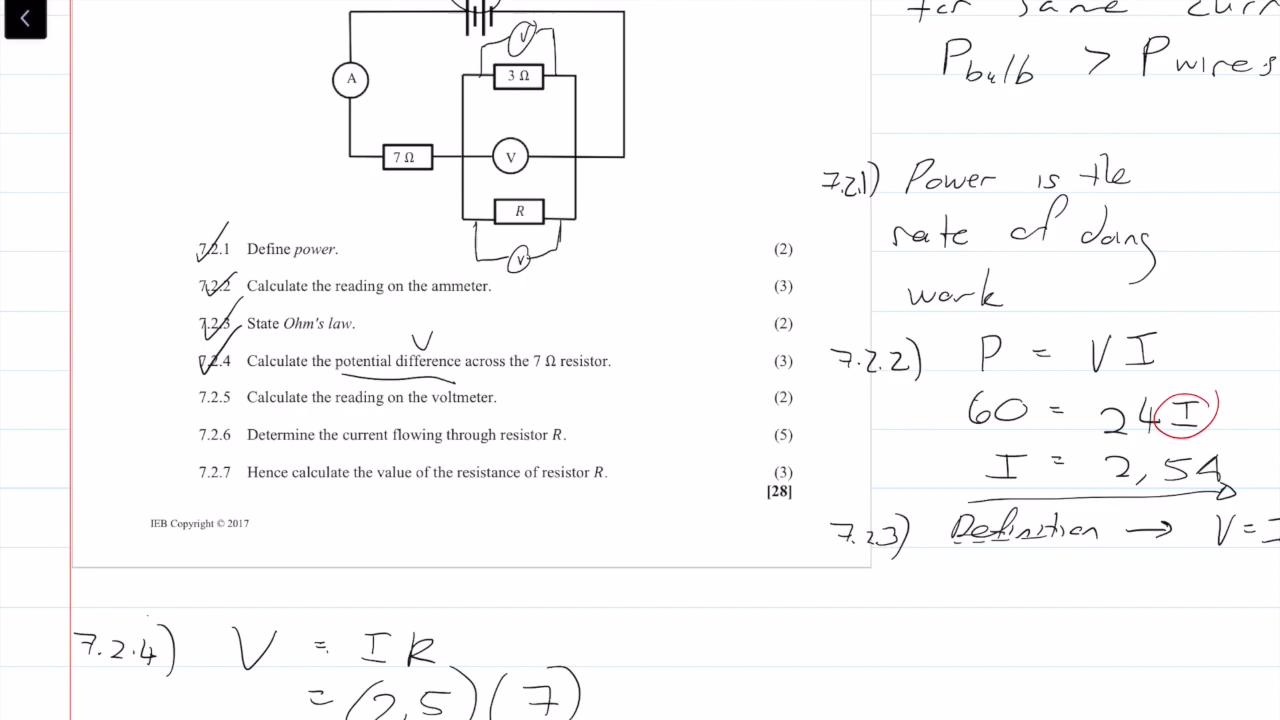 for same
P bulb > P wires
V
3 Ω
A
7 Ω
V
R
V
7.2.1 Define power. (2)
7.2.2 Calculate the reading on the ammeter. (3)
7.2.3 State Ohm's law. (2)
V
7.2.4 Calculate the potential difference across the 7 Ω resistor. (3)
7.2.5 Calculate the reading on the voltmeter. (2)
7.2.6 Determine the current flowing through resistor R. (5)
7.2.7 Hence calculate the value of the resistance of resistor R. (3)
[28]
IEB Copyright © 2017
7.2.1) Power is the
rate of doing
work
7.2.2) P = VI
60 = 24 I
I = 2,5A
7.2.3) Definition → V = I
7.2.4) V = IR
= (2,5)(7)